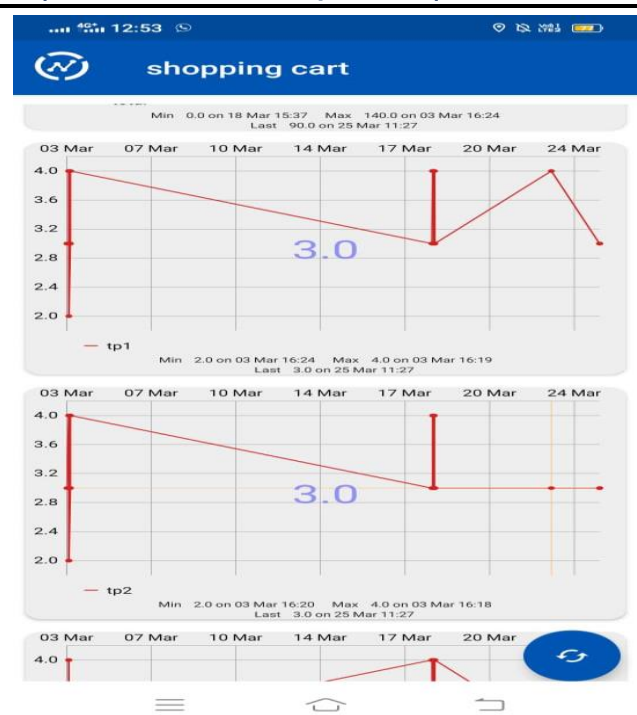 12:53
shopping cart
Min 0.0 on 18 Mar 15:37 Max 140.0 on 03 Mar 16:24
Last 90.0 on 25 Mar 11:27
03 Mar 07 Mar 10 Mar 14 Mar 17 Mar 20 Mar 24 Mar
4.0
3.6
3.2
3.0
2.8
2.4
2.0
tp1
Min 2.0 on 03 Mar 16:24 Max 4.0 on 03 Mar 16:19
Last 3.0 on 25 Mar 11:27
03 Mar 07 Mar 10 Mar 14 Mar 17 Mar 20 Mar 24 Mar
4.0
3.6
3.2
3.0
2.8
2.4
2.0
tp2
Min 2.0 on 03 Mar 16:20 Max 4.0 on 03 Mar 16:18
Last 3.0 on 25 Mar 11:27
03 Mar 07 Mar 10 Mar 14 Mar 17 Mar 20 Mar
4.0